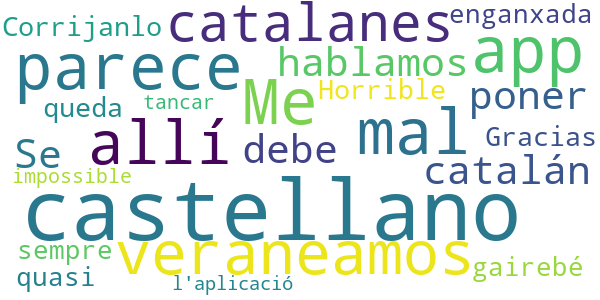 Corrijanlo catalanes enganxada
parece hablamos app
queda tancar Me Horrible poner
Se allí debe mal Gracias
impossible catalán
castellano
sempre veraneamos gairebé
quasi l'aplicació